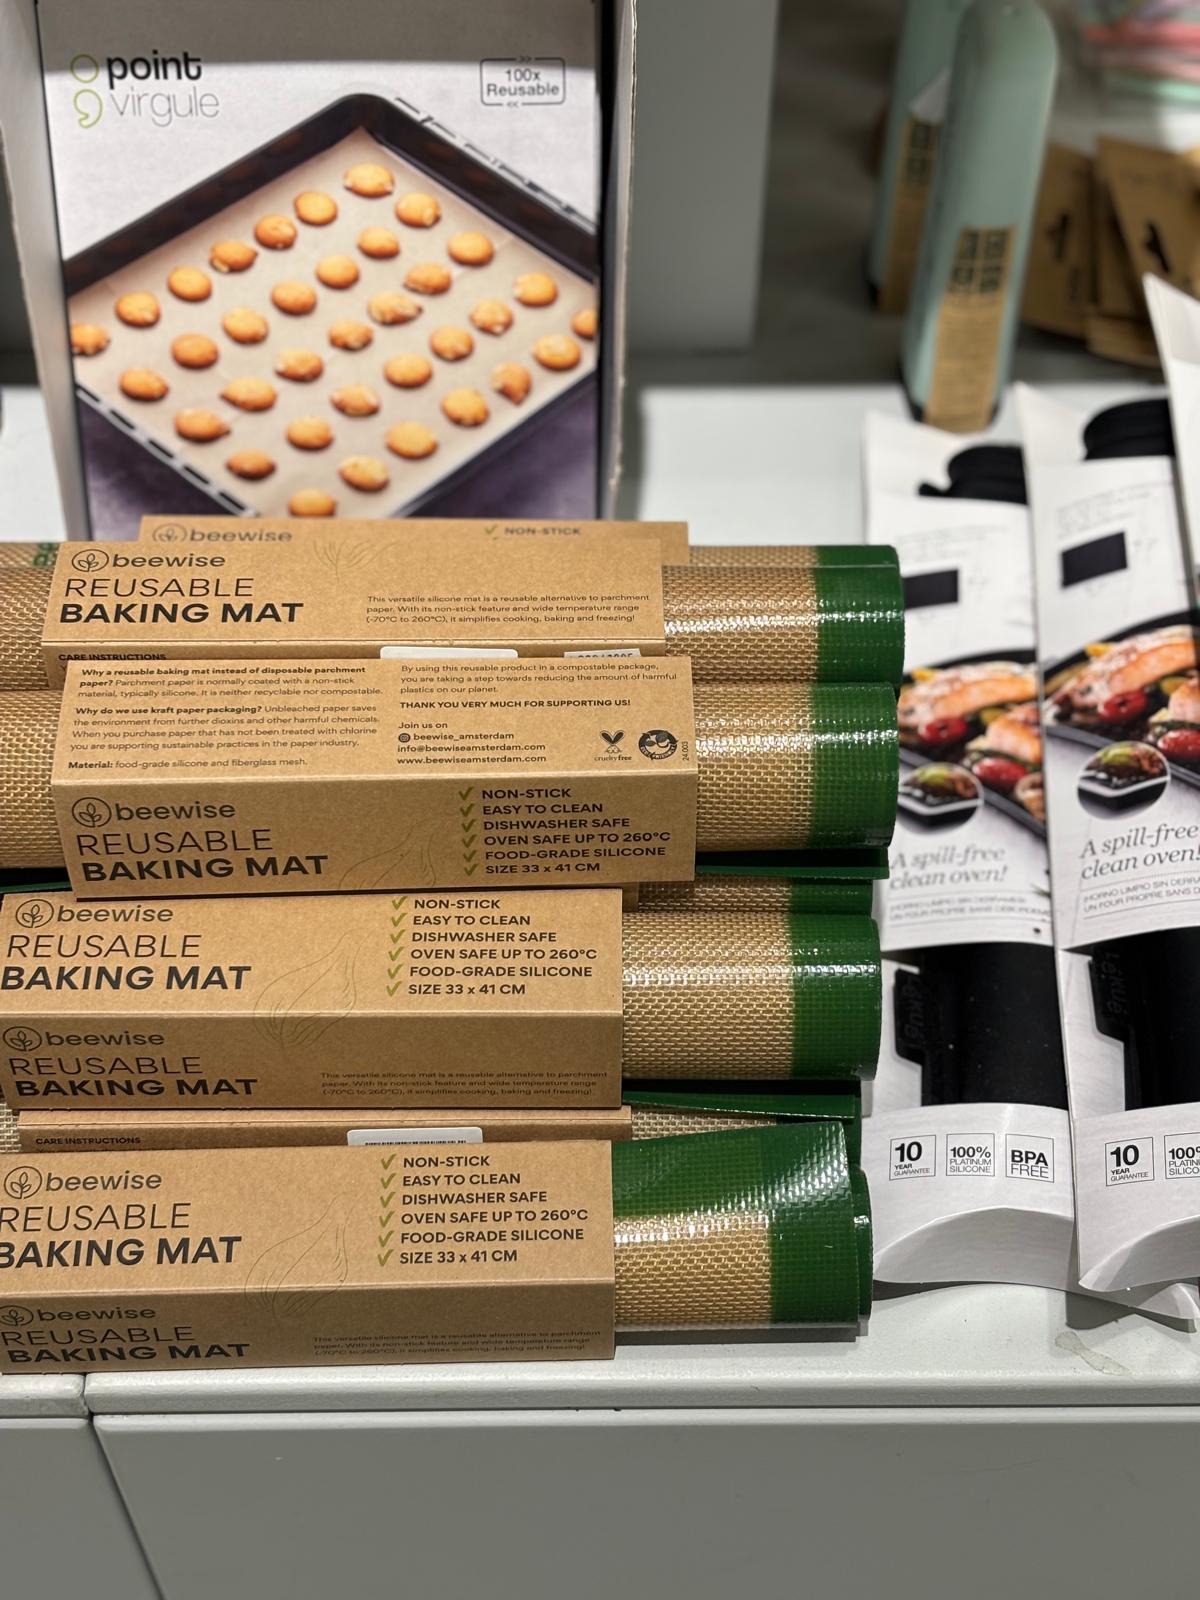 point
virgule
100x
Reusable
beewise
NON-STICK
beewise
REUSABLE
BAKING MAT
This versatile silicone mat is a reusable alternative to parchment
paper. With its non-stick feature and wide temperature range
(-70°C to 260°C), it simplifies cooking, baking and freezing!
CARE INSTRUCTIONS
Why a reusable baking mat instead of disposable parchment
paper? Parchment paper is normally coated with a non-stick
material, typically silicone. It is neither recyclable nor compostable.
Why do we use kraft paper packaging? Unbleached paper saves
the environment from further dioxins and other harmful chemicals.
When you purchase paper that has not been treated with chlorine
you are supporting sustainable practices in the paper industry.
Material: food-grade silicone and fiberglass mesh.
By using this reusable product in a compostable package,
you are taking a step towards reducing the amount of harmful
plastics on our planet.
THANK YOU VERY MUCH FOR SUPPORTING US!
Join us on
beewise_amsterdam
info@beewiseamsterdam.com
www.beewiseamsterdam.com
crueltyfree
24.003
beewise
REUSABLE
BAKING MAT
NON-STICK
EASY TO CLEAN
DISHWASHER SAFE
OVEN SAFE UP TO 260°C
FOOD-GRADE SILICONE
SIZE 33 x 41 CM
beewise
REUSABLE
BAKING MAT
NON-STICK
EASY TO CLEAN
DISHWASHER SAFE
OVEN SAFE UP TO 260°C
FOOD-GRADE SILICONE
SIZE 33 x 41 CM
beewise
REUSABLE
BAKING MAT
This versatile silicone mat is a reusable alternative to parchment
paper. With its non-stick feature and wide temperature range
(-70°C to 260°C), it simplifies cooking, baking and freezing!
CARE INSTRUCTIONS
beewise
REUSABLE
BAKING MAT
NON-STICK
EASY TO CLEAN
DISHWASHER SAFE
OVEN SAFE UP TO 260°C
FOOD-GRADE SILICONE
SIZE 33 x 41 CM
beewise
REUSABLE
BAKING MAT
This versatile silicone mat is a reusable alternative to parchment
paper. With its non-stick feature and wide temperature range
(-70°C to 260°C), it simplifies cooking, baking and freezing!
A spill-free
clean oven!
Lékué
10
YEAR
GUARANTEE
100%
PLATINUM
SILICONE
BPA
FREE
A spill-free
clean oven!
¡HORNO LIMPIO SIN
UN FOUR PROPRE SANS
Lékué
10
YEAR
GUARANTEE